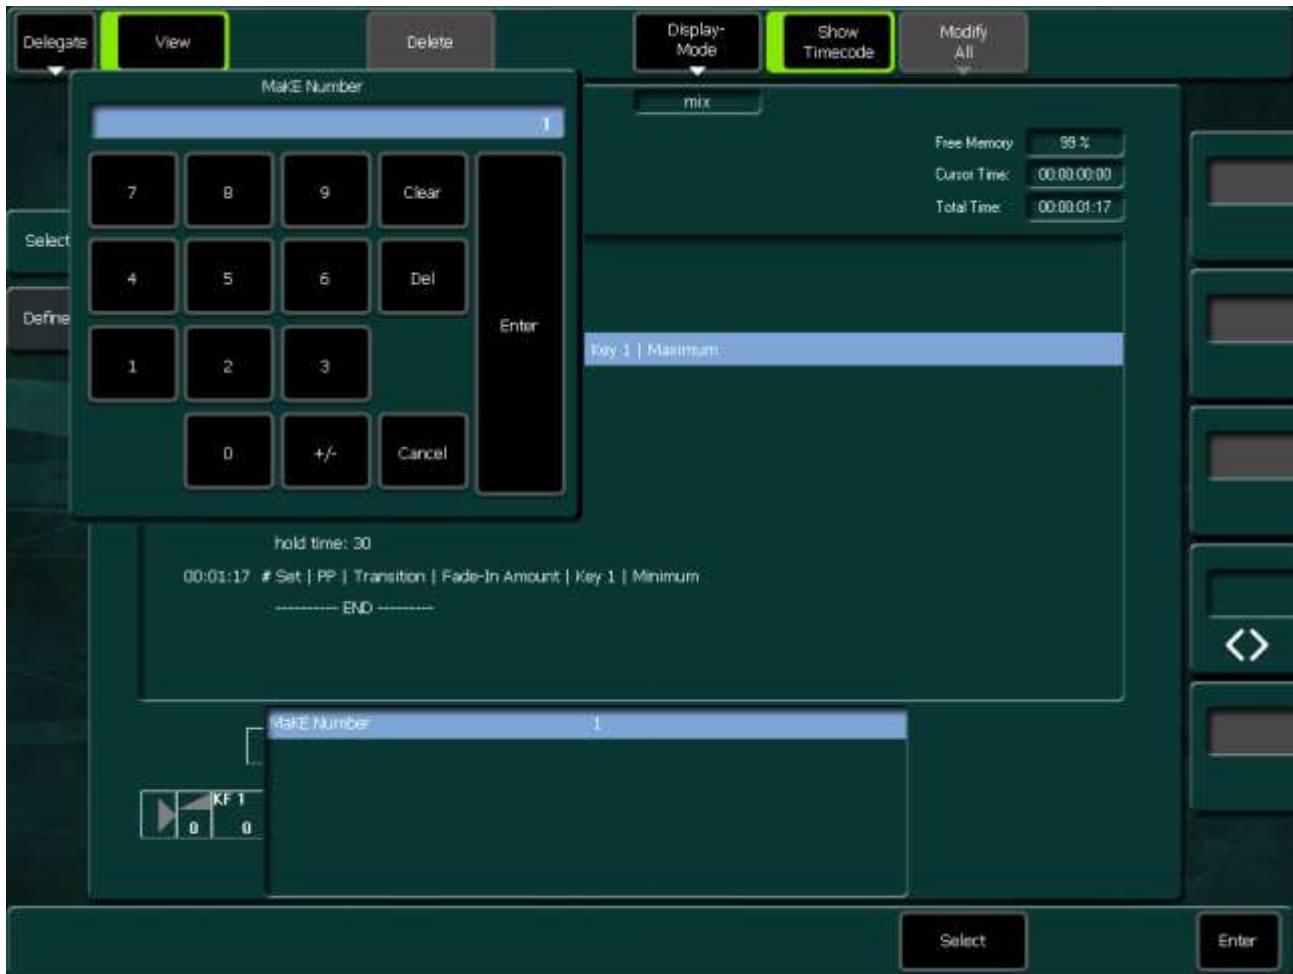 Delegate View Delete Display-Mode Show Timecode Modify All
MaKE Number
1
mix
Free Memory 99 %
Cursor Time: 00:00:00:00
Total Time: 00:00:01:17
7 8 9 Clear
Select
4 5 6 Del
Define
Enter
Key 1 | Maximum
1 2 3
0 +/- Cancel
hold time: 30
00:01:17 # Set | PP | Transition | Fade-In Amount | Key 1 | Minimum
---------- END ---------
MaKE Number 1
<>
KF 1
0 0
Select Enter